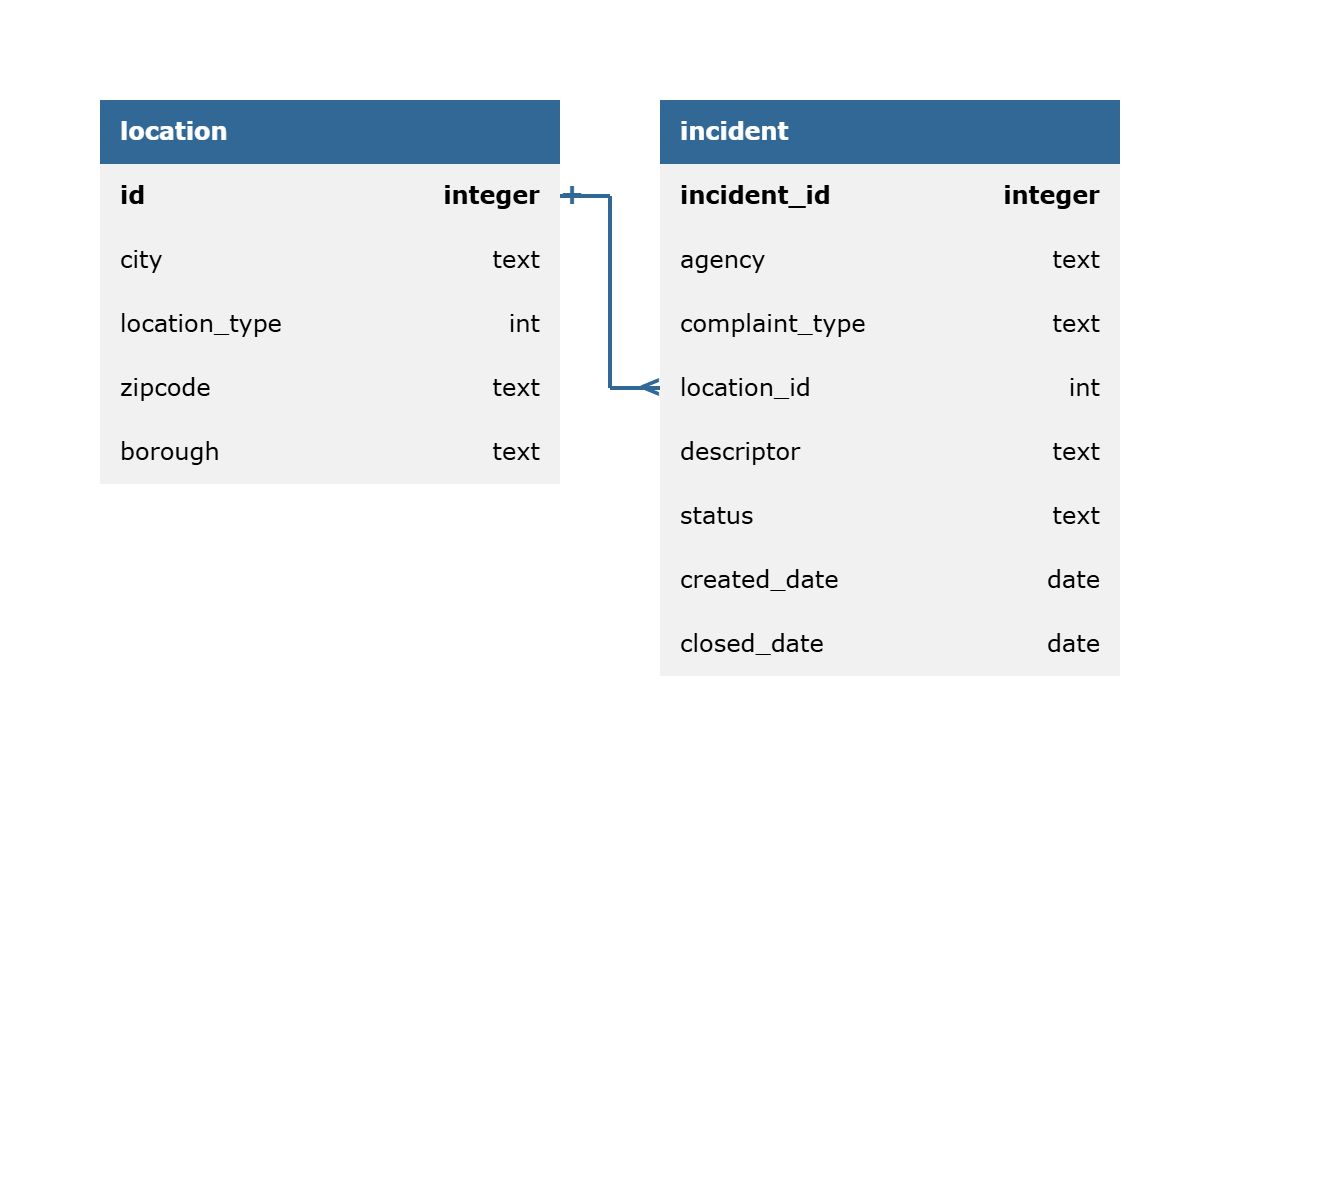 location
id integer
city text
location_type int
zipcode text
borough text
incident
incident_id integer
agency text
complaint_type text
location_id int
descriptor text
status text
created_date date
closed_date date